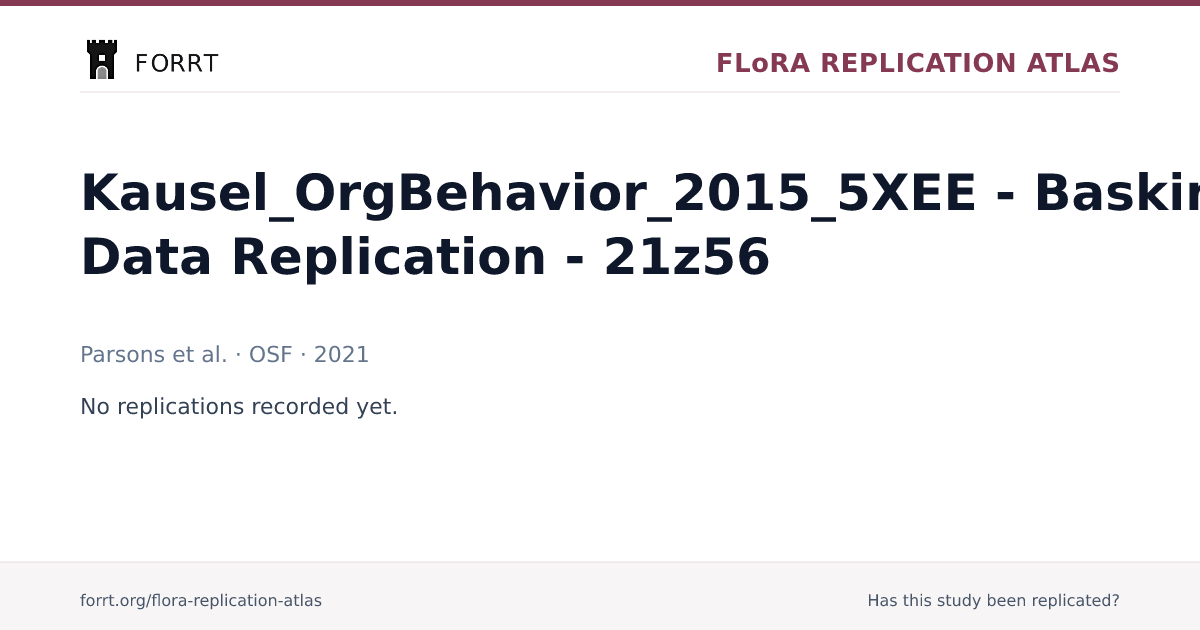 FORRT
FLoRA REPLICATION ATLAS
Kausel_OrgBehavior_2015_5XEE -
Data Replication - 21z56
Parsons et al. · OSF · 2021
No replications recorded yet.
forrt.org/flora-replication-atlas
Has this study been replicated?